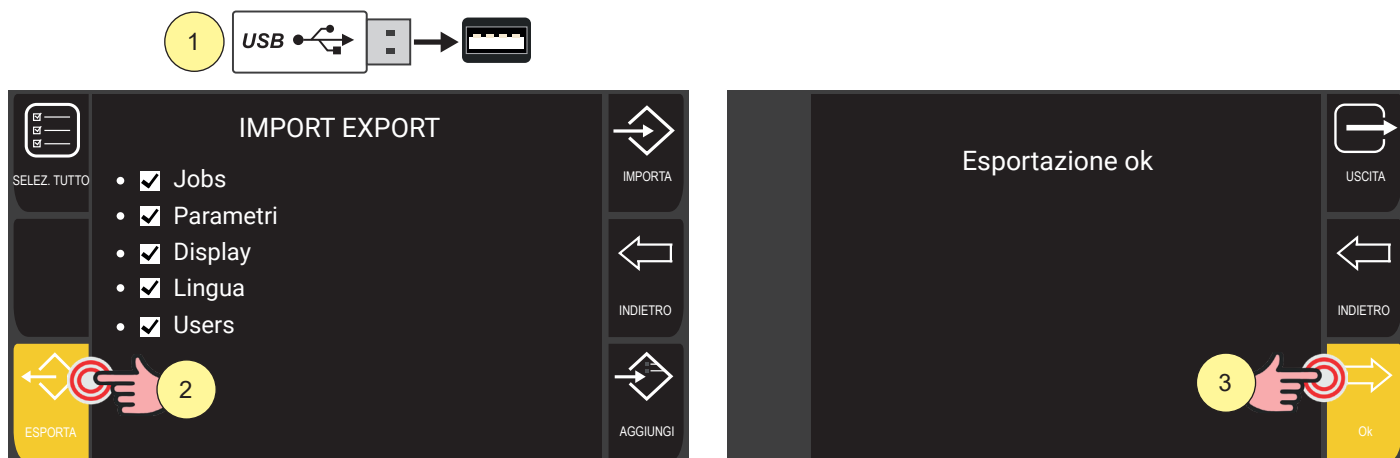 1
USB
IMPORT EXPORT
SELEZ. TUTTO
Jobs
Parametri
Display
Lingua
Users
IMPORTA
INDIETRO
2
ESPORTA
AGGIUNGI
Esportazione ok
USCITA
INDIETRO
3
Ok